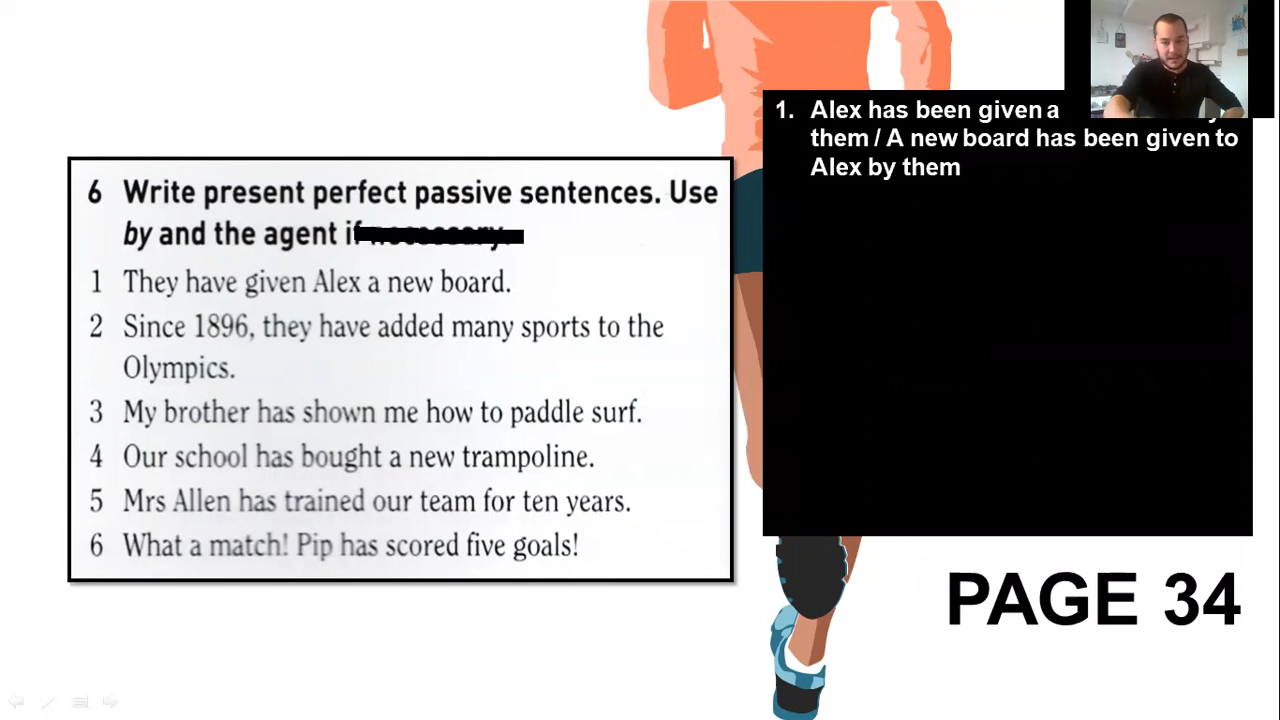 6 Write present perfect passive sentences. Use
by and the agent if
1 They have given Alex a new board.
2 Since 1896, they have added many sports to the
Olympics.
3 My brother has shown me how to paddle surf.
4 Our school has bought a new trampoline.
5 Mrs Allen has trained our team for ten years.
6 What a match! Pip has scored five goals!
1. Alex has been given a
them / A new board has been given to
Alex by them
PAGE 34